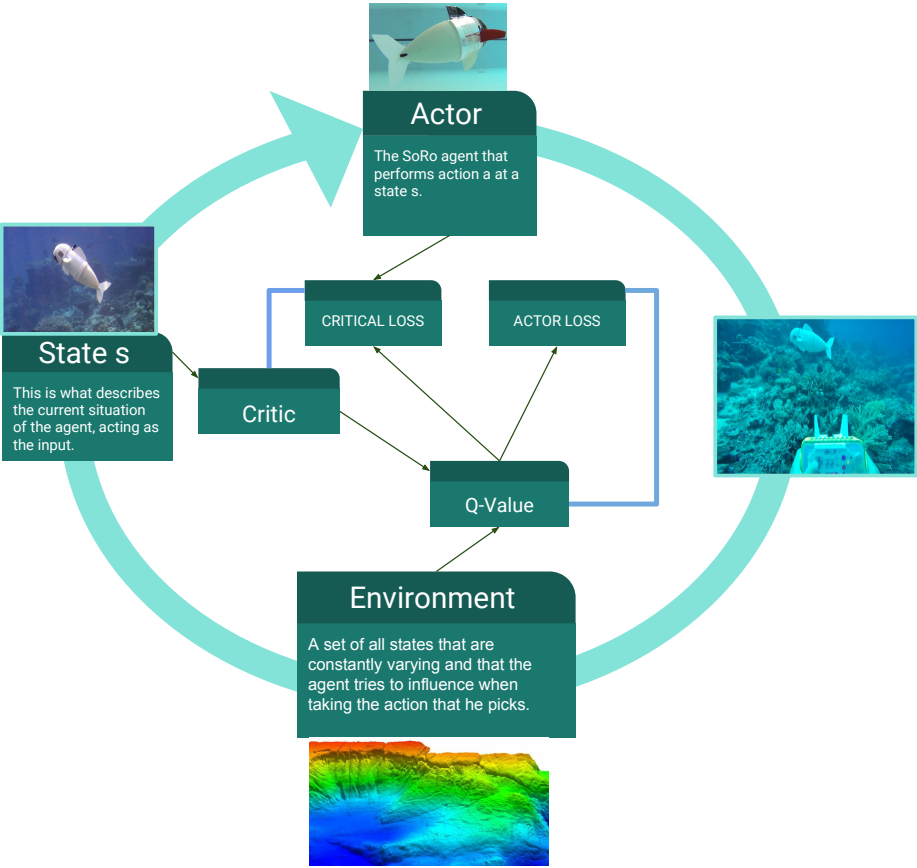 Actor
The SoRo agent that
performs action a at a
state s.
CRITICAL LOSS
ACTOR LOSS
State s
This is what describes
the current situation
of the agent, acting as
the input.
Critic
Q-Value
Environment
A set of all states that are
constantly varying and that the
agent tries to influence when
taking the action that he picks.